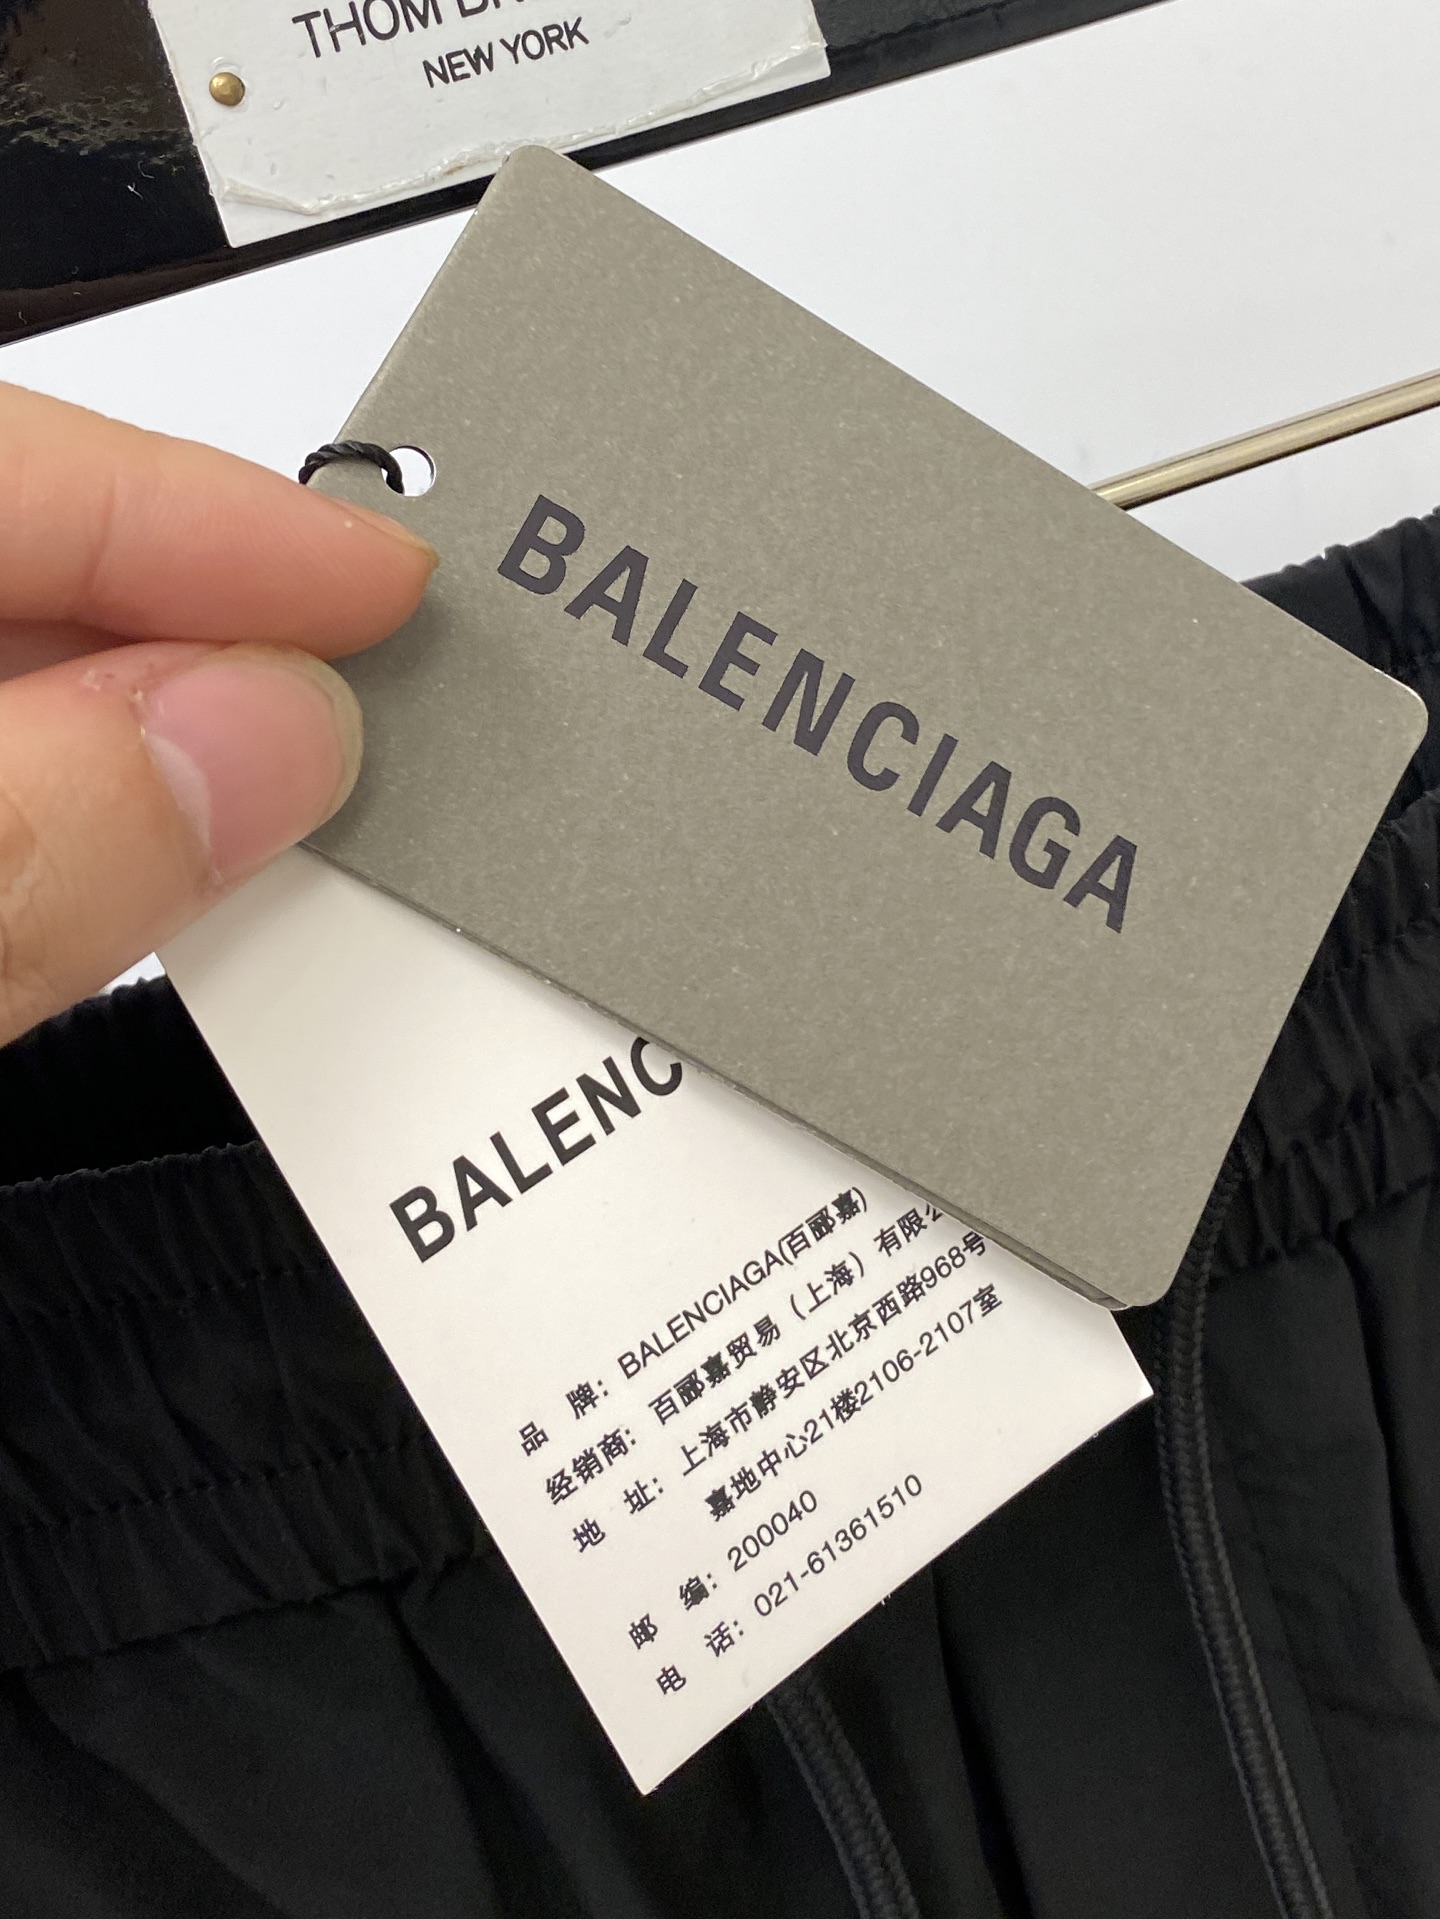 THOM
NEW YORK
BALENCIAGA
BALENC
品 牌：BALENCIAGA(百郦嘉)
经销商：百郦嘉贸易（上海）有限
地 址：上海市静安区北京西路968号
嘉地中心21楼2106-2107室
邮 编：200040
电 话：021-61361510